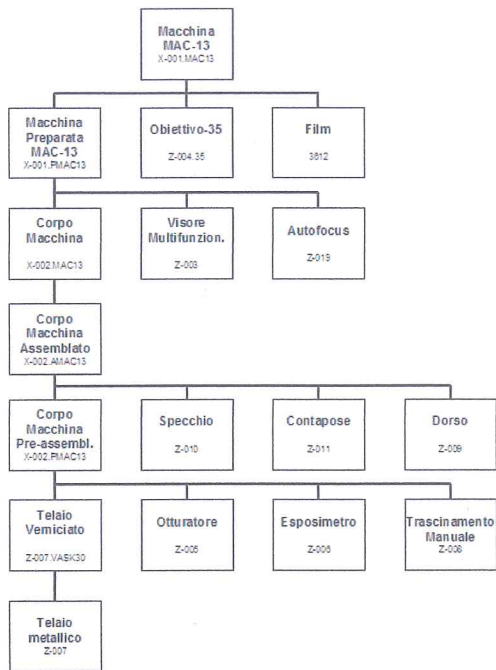 Macchina
MAC-13
X-001.MAC13
Macchina
Preparata
MAC-13
X-001.PMAC13
Obiettivo-35
Z-004.35
Film
3612
Corpo
Macchina
X-002.MAC13
Visore
Multifunzion.
Z-003
Autofocus
Z-019
Corpo
Macchina
Assemblato
X-002.AMAC13
Corpo
Macchina
Pre-assembl.
X-002.PMAC13
Specchio
Z-010
Contapose
Z-011
Dorso
Z-009
Telaio
Verniciato
Z-007.VASK30
Otturatore
Z-005
Esposimetro
Z-006
Trascinamento
Manuale
Z-008
Telaio
metallico
Z-007